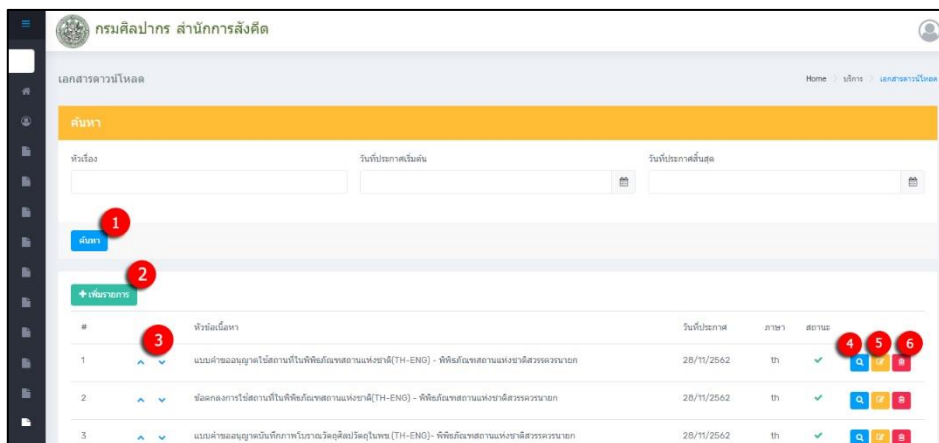 กรมศิลปากร สำนักการสังคีต
เอกสารดาวน์โหลด
Home > บริการ > เอกสารดาวน์โหลด
ค้นหา
หัวเรื่อง วันที่ประกาศเริ่มต้น วันที่ประกาศสิ้นสุด
1
ค้นหา
2
+ เพิ่มรายการ
# หัวข้อเนื้อหา วันที่ประกาศ ภาษา สถานะ
3 4 5 6
1 แบบคำขออนุญาตใช้สถานที่ในพิพิธภัณฑสถานแห่งชาติ(TH-ENG) - พิพิธภัณฑสถานแห่งชาติสวรรควรนายก 28/11/2562 th
2 ข้อตกลงการใช้สถานที่ในพิพิธภัณฑสถานแห่งชาติ(TH-ENG) - พิพิธภัณฑสถานแห่งชาติสวรรควรนายก 28/11/2562 th
3 แบบคำขออนุญาตบันทึกภาพโบราณวัตถุศิลปวัตถุในพช.(TH-ENG)- พิพิธภัณฑสถานแห่งชาติสวรรควรนายก 28/11/2562 th